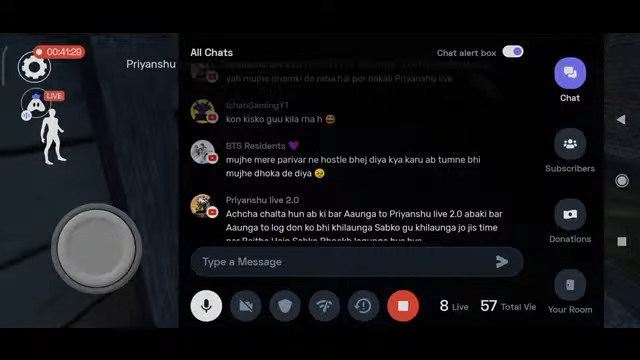 00:41:29
All Chats
Chat alert box
Priyanshu
LIVE
yah mujhe dhamki de raha hai por nakali Priyanshu live
Chat
IchanGamingY1
kon kisko guu kila rha h 😅
BTS Residents 💜
mujhe mere parivar ne hostle bhej diya kya karu ab tumne bhi
mujhe dhoka de diya 🥺
Subscribers
Priyanshu live 2.0
Achcha chalta hun ab ki bar Aaunga to Priyanshu live 2.0 abaki bar
Aaunga to log don ko bhi khilaunga Sabko gu khilaunga jo jis time
Donations
Type a Message
8 Live
57 Total Vie
Your Room